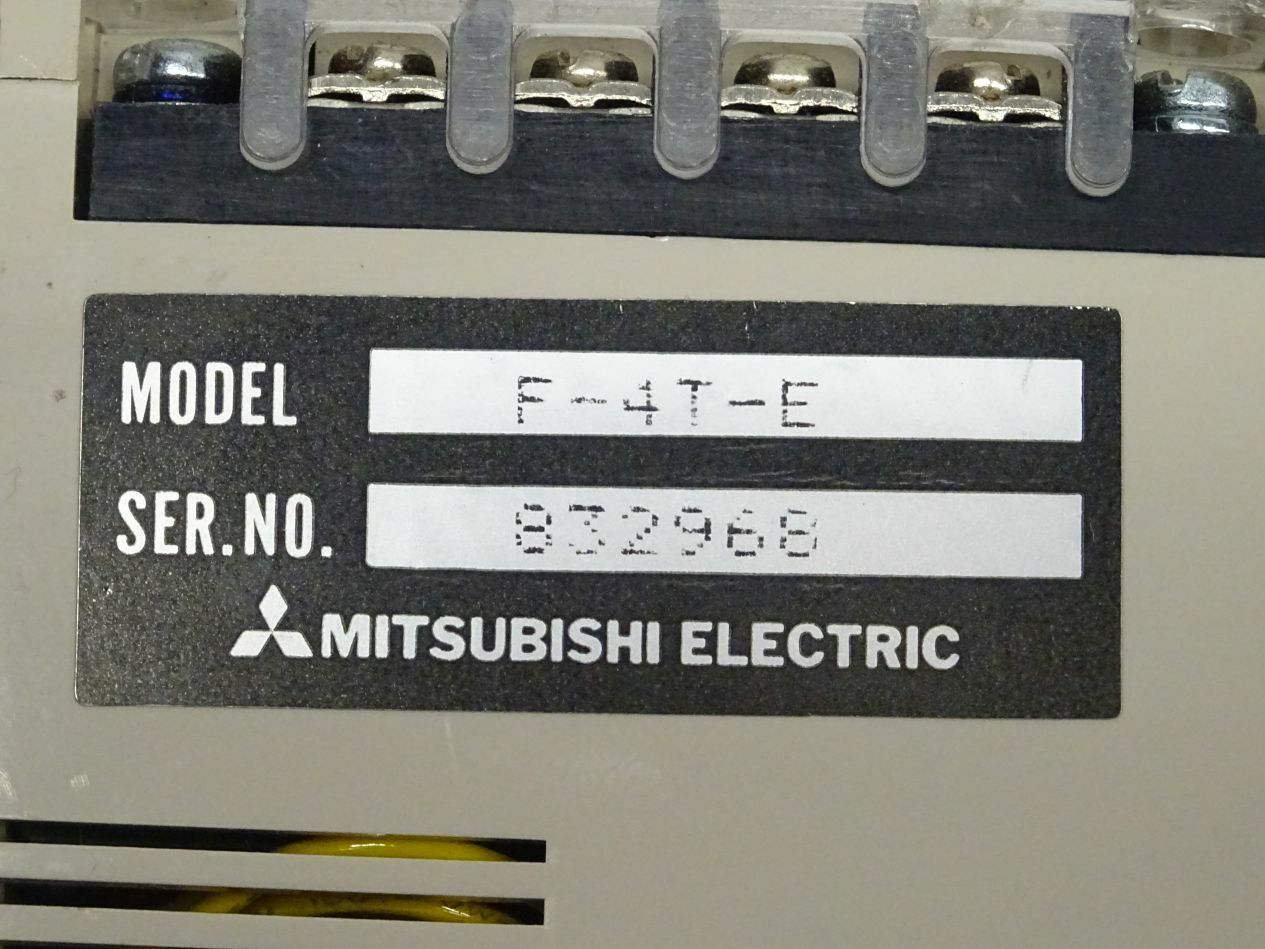 MODEL F-4T-E
SER.NO. 832968
MITSUBISHI ELECTRIC